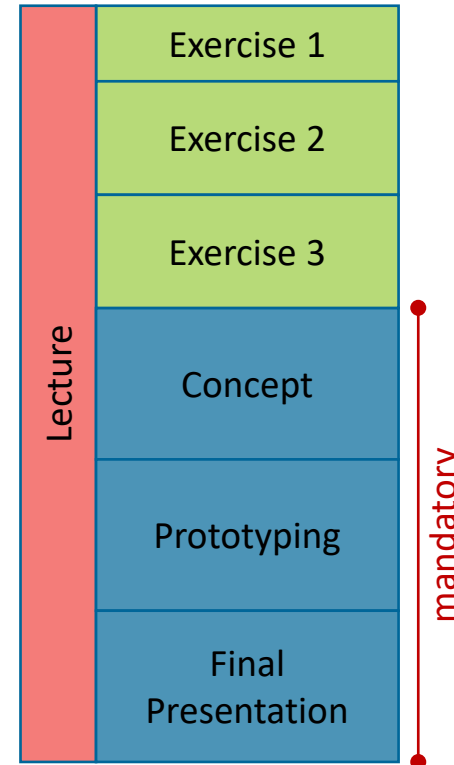 Lecture
Exercise 1
Exercise 2
Exercise 3
Concept
Prototyping
Final
Presentation
mandatory